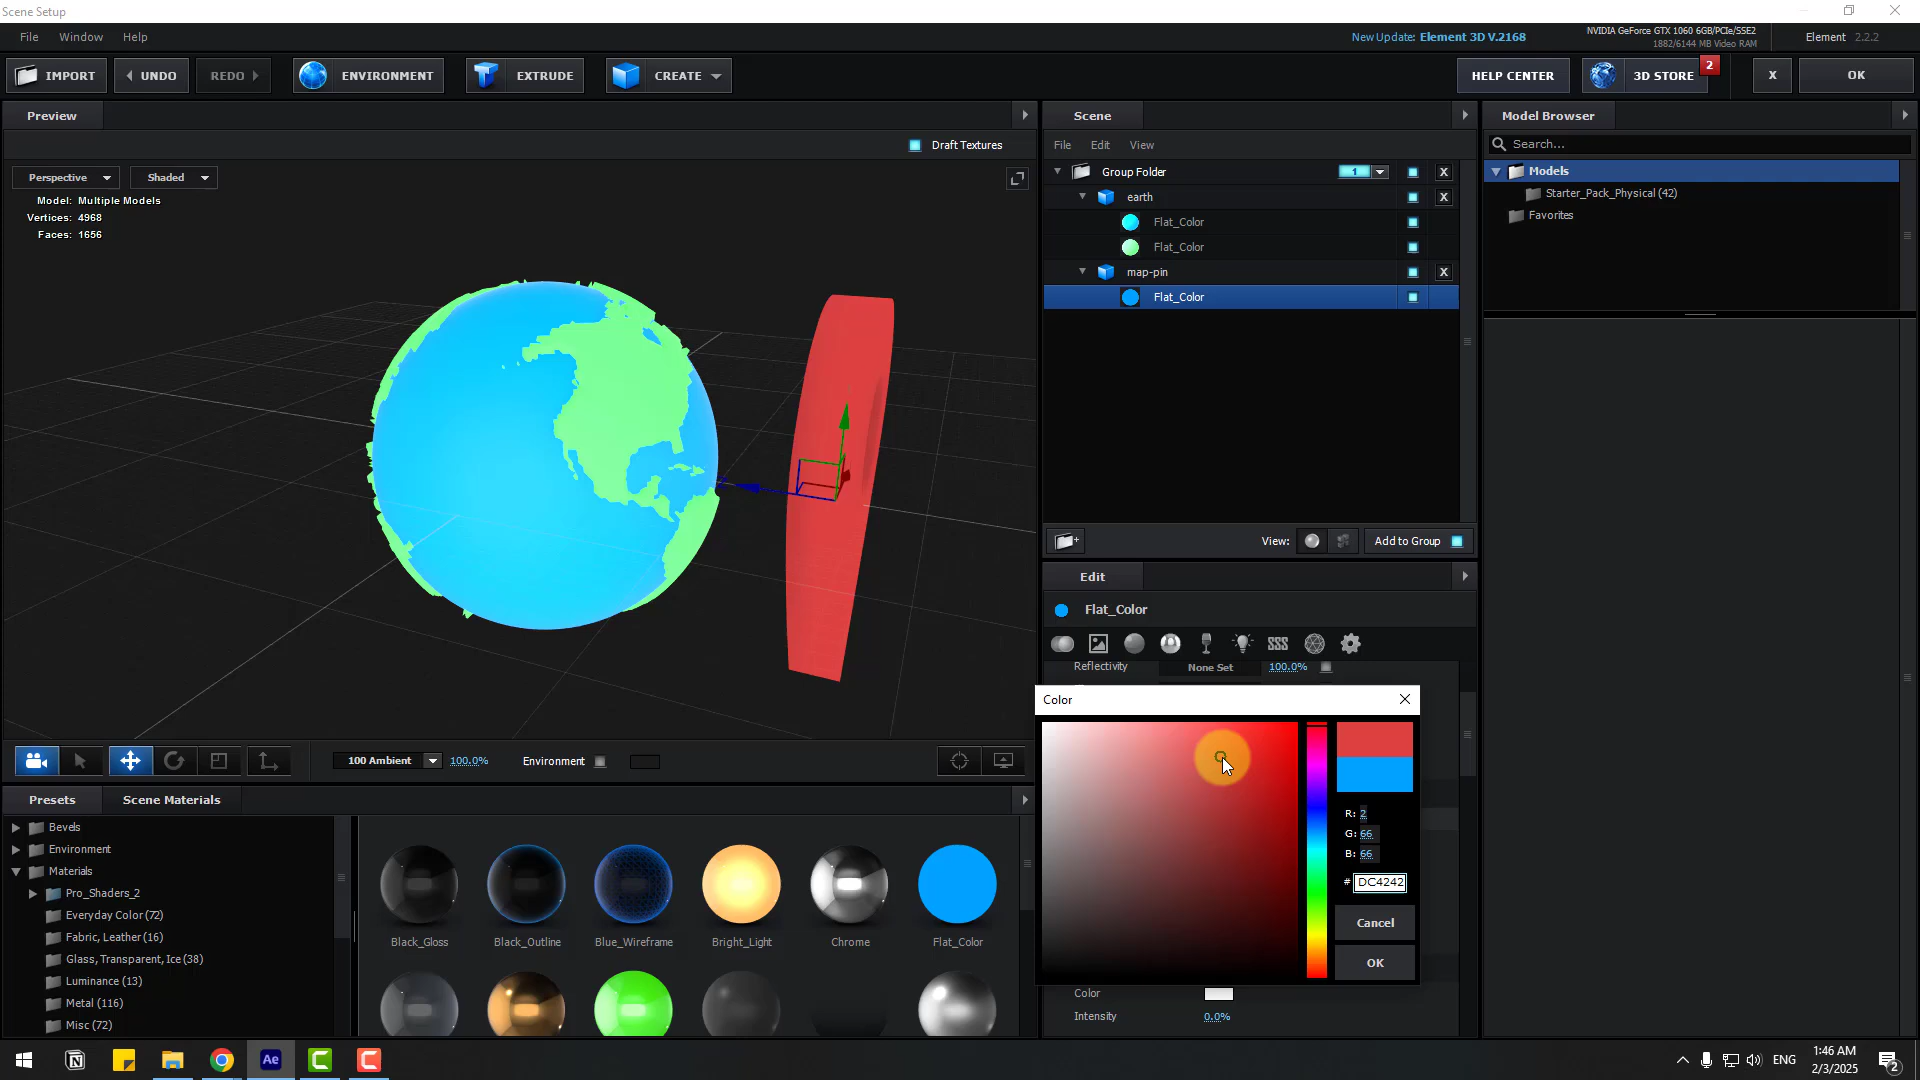 Scene Setup
File Window Help
New Update: Element 3D V.2168
NVIDIA GeForce GTX 1060 6GB/PCIe/SSE2
1882/6144 MB Video RAM
Element 2.2.2
IMPORT
UNDO
REDO
ENVIRONMENT
EXTRUDE
CREATE
HELP CENTER
3D STORE
2
X
OK
Preview
Draft Textures
Perspective
Shaded
Model: Multiple Models
Vertices: 4968
Faces: 1656
Scene
File Edit View
Group Folder
1
X
earth
X
Flat_Color
Flat_Color
map-pin
X
Flat_Color
View:
Add to Group
Model Browser
Search...
Models
Starter_Pack_Physical (42)
Favorites
Edit
Flat_Color
Reflectivity
None Set
100.0%
Color
R: 2
G: 66
B: 66
# DC4242
Cancel
OK
Color
Intensity
0.0%
100 Ambient
100.0%
Environment
Presets
Scene Materials
Bevels
Environment
Materials
Pro_Shaders_2
Everyday Color (72)
Fabric, Leather (16)
Glass, Transparent, Ice (38)
Luminance (13)
Metal (116)
Misc (72)
Black_Gloss
Black_Outline
Blue_Wireframe
Bright_Light
Chrome
Flat_Color
Ae
ENG
1:46 AM
2/3/2025
2